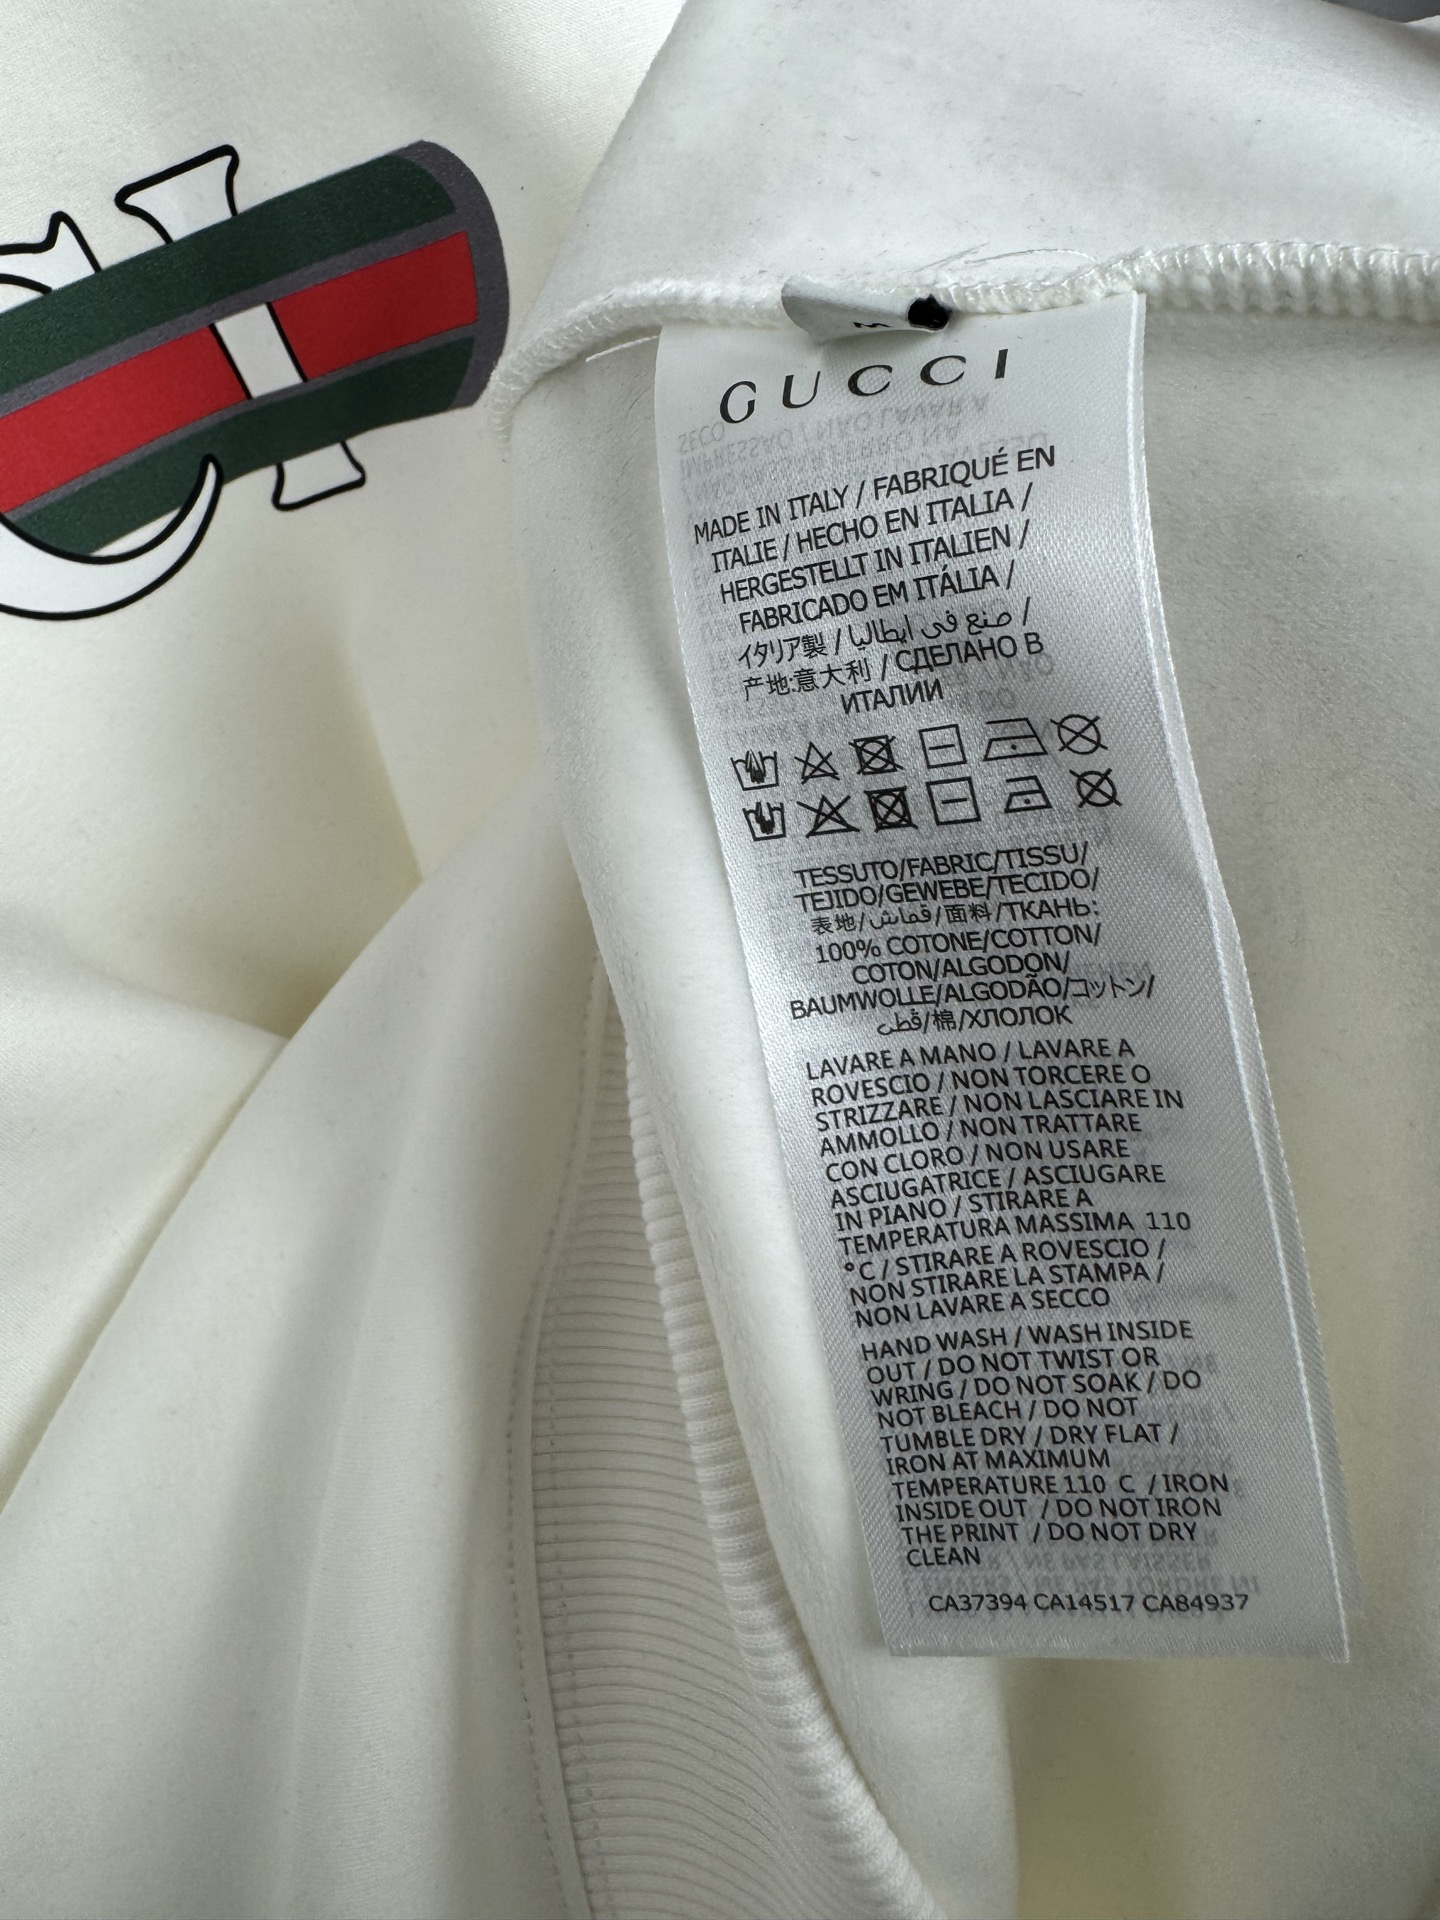 M
GUCCI
MADE IN ITALY / FABRIQUÉ EN
ITALIE / HECHO EN ITALIA /
HERGESTELLT IN ITALIEN /
FABRICADO EM ITÁLIA /
イタリア製 / صنع في ايطاليا /
产地:意大利 / СДЕЛАНО В
ИТАЛИИ
TESSUTO/FABRIC/TISSU/
TEJIDO/GEWEBE/TECIDO/
表地/قماش/面料/ТКАНЬ:
100% COTONE/COTTON/
COTON/ALGODON/
BAUMWOLLE/ALGODÃO/コットン/
قطن/棉/ХЛОПОК
LAVARE A MANO / LAVARE A
ROVESCIO / NON TORCERE O
STRIZZARE / NON LASCIARE IN
AMMOLLO / NON TRATTARE
CON CLORO / NON USARE
ASCIUGATRICE / ASCIUGARE
IN PIANO / STIRARE A
TEMPERATURA MASSIMA 110
°C / STIRARE A ROVESCIO /
NON STIRARE LA STAMPA /
NON LAVARE A SECCO
HAND WASH / WASH INSIDE
OUT / DO NOT TWIST OR
WRING / DO NOT SOAK / DO
NOT BLEACH / DO NOT
TUMBLE DRY / DRY FLAT /
IRON AT MAXIMUM
TEMPERATURE 110 C / IRON
INSIDE OUT / DO NOT IRON
THE PRINT / DO NOT DRY
CLEAN
CA37394 CA14517 CA84937